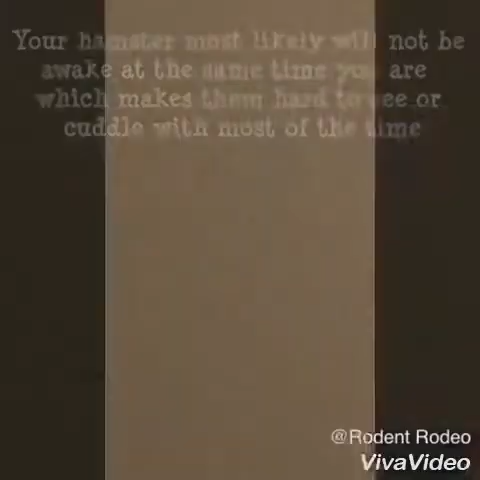 Your hamster most likely will not be
awake at the same time you are
which makes them hard to see or
cuddle with most of the time
@Rodent Rodeo
VivaVideo